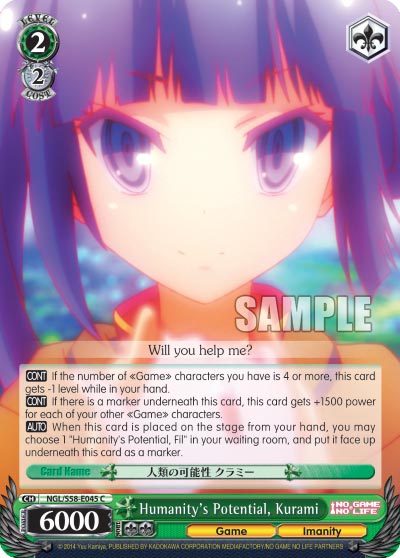 LEVEL
2
2
COST
SAMPLE
Will you help me?
CONT If the number of «Game» characters you have is 4 or more, this card
gets -1 level while in your hand.
CONT If there is a marker underneath this card, this card gets +1500 power
for each of your other «Game» characters.
AUTO When this card is placed on the stage from your hand, you may
choose 1 "Humanity's Potential, Fil" in your waiting room, and put it face up
underneath this card as a marker.
Card Name
人類の可能性 クラミー
CH NGL/S58-E045 C
Humanity's Potential, Kurami
NO GAME
NO LIFE
POWER
6000
SOUL
Game
Imanity
© 2014 Yuu Kamiya, PUBLISHED BY KADOKAWA CORPORATION MEDIAFACTORY/NO GAME NO LIFE PARTNERS